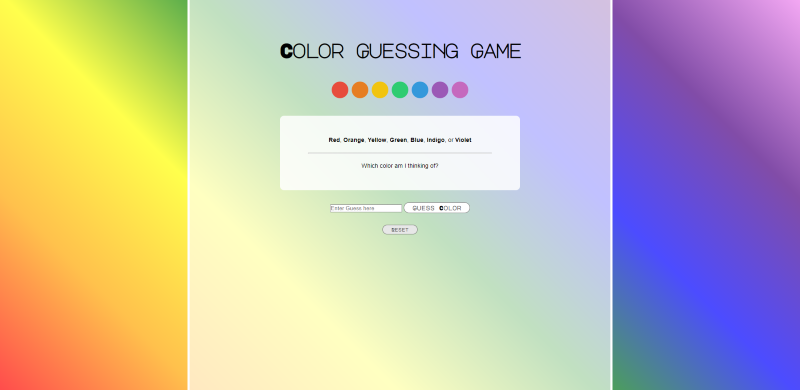 COLOR GUESSING GAME
Red, Orange, Yellow, Green, Blue, Indigo, or Violet
Which color am I thinking of?
Enter Guess here
GUESS COLOR
RESET